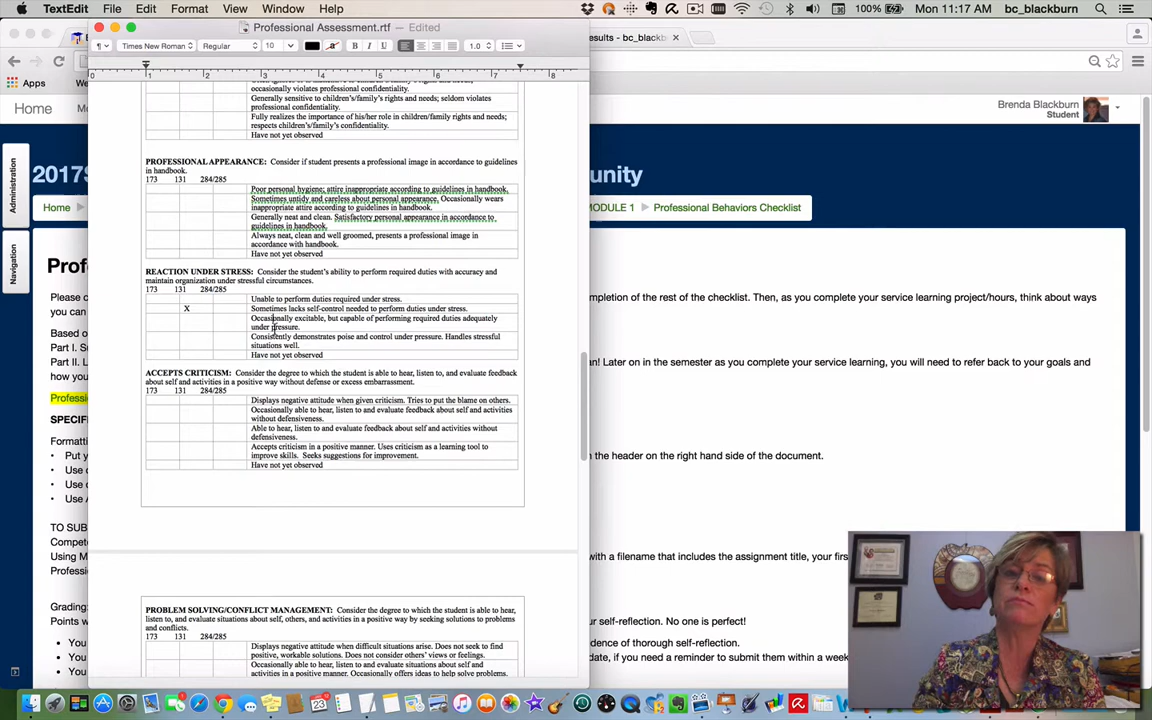 TextEdit File Edit Format View Window Help 100% Mon 11:17 AM bc_blackburn
Professional Assessment.rtf — Edited
Times New Roman Regular 10 B I U 1.0
0 1 2 3 4 5 6 7 8
occasionally violates professional confidentiality.
Generally sensitive to children's/family's rights and needs; seldom violates
professional confidentiality.
Fully realizes the importance of his/her role in children/family rights and needs;
respects children's/family's confidentiality.
Have not yet observed
PROFESSIONAL APPEARANCE: Consider if student presents a professional image in accordance to guidelines
in handbook.
173 131 284/285
Poor personal hygiene; attire inappropriate according to guidelines in handbook.
Sometimes untidy and careless about personal appearance. Occasionally wears
inappropriate attire according to guidelines in handbook.
Generally neat and clean. Satisfactory personal appearance in accordance to
guidelines in handbook.
Always neat, clean and well groomed, presents a professional image in
accordance with handbook.
Have not yet observed
REACTION UNDER STRESS: Consider the student's ability to perform required duties with accuracy and
maintain organization under stressful circumstances.
173 131 284/285
Unable to perform duties required under stress.
X Sometimes lacks self-control needed to perform duties under stress.
Occasionally excitable, but capable of performing required duties adequately
under pressure.
Consistently demonstrates poise and control under pressure. Handles stressful
situations well.
Have not yet observed
ACCEPTS CRITICISM: Consider the degree to which the student is able to hear, listen to, and evaluate feedback
about self and activities in a positive way without defense or excess embarrassment.
173 131 284/285
Displays negative attitude when given criticism. Tries to put the blame on others.
Occasionally able to hear, listen to and evaluate feedback about self and activities
without defensiveness.
Able to hear, listen to and evaluate feedback about self and activities without
defensiveness.
Accepts criticism in a positive manner. Uses criticism as a learning tool to
improve skills. Seeks suggestions for improvement.
Have not yet observed
PROBLEM SOLVING/CONFLICT MANAGEMENT: Consider the degree to which the student is able to hear,
listen to, and evaluate situations about self, others, and activities in a positive way by seeking solutions to problems
and conflicts.
173 131 284/285
Displays negative attitude when difficult situations arise. Does not seek to find
positive, workable solutions. Does not consider others' views or feelings.
Occasionally able to hear, listen to and evaluate situations about self and
activities in a positive manner. Occasionally offers ideas to help solve problems.
esults - bc_blackb
Apps
Home
Brenda Blackburn
Student
2017S
unity
Home
MODULE 1 Professional Behaviors Checklist
Administration
Navigation
Prof
Please c
you can
Based o
Part I. S
Part II. L
how you
Profess
SPECIF
Formatti
Put y
Use
Use A
TO SUB
Compet
Using M
Professi
Grading:
Points w
You
You
You
mpletion of the rest of the checklist. Then, as you complete your service learning project/hours, think about ways
an! Later on in the semester as you complete your service learning, you will need to refer back to your goals and
n the header on the right hand side of the document.
with a filename that includes the assignment title, your firs
ur self-reflection. No one is perfect!
dence of thorough self-reflection.
date, if you need a reminder to submit them within a week